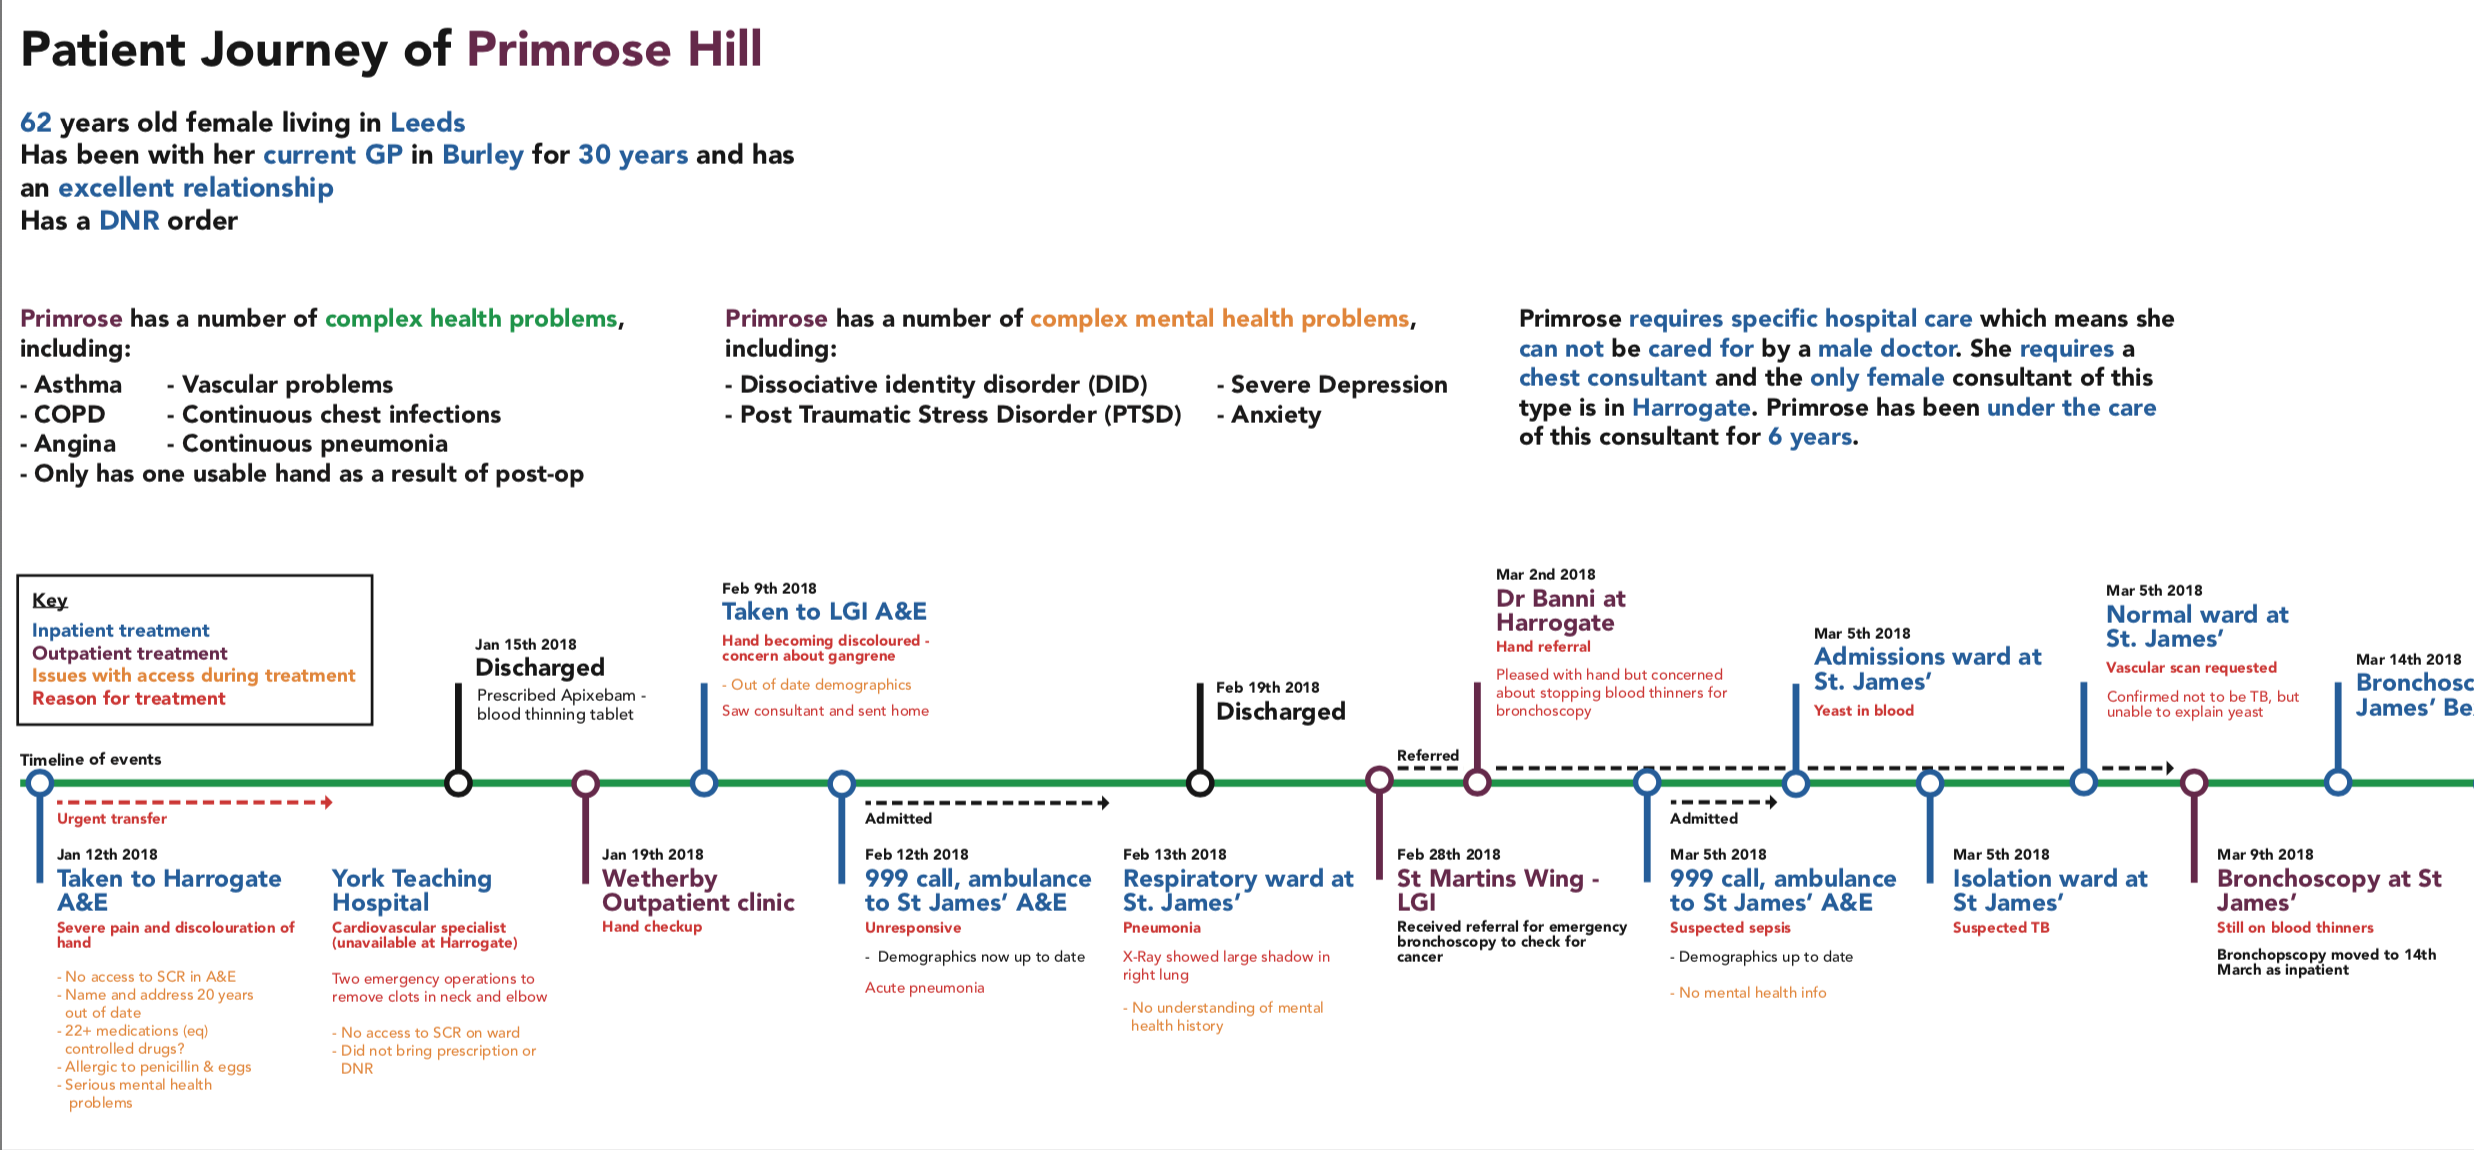 Patient Journey of Primrose Hill
62 years old female living in Leeds
Has been with her current GP in Burley for 30 years and has
an excellent relationship
Has a DNR order
Primrose has a number of complex health problems,
including:
- Asthma - Vascular problems
- COPD - Continuous chest infections
- Angina - Continuous pneumonia
- Only has one usable hand as a result of post-op
Primrose has a number of complex mental health problems,
including:
- Dissociative identity disorder (DID) - Severe Depression
- Post Traumatic Stress Disorder (PTSD) - Anxiety
Primrose requires specific hospital care which means she
can not be cared for by a male doctor. She requires a
chest consultant and the only female consultant of this
type is in Harrogate. Primrose has been under the care
of this consultant for 6 years.
Key
Inpatient treatment
Outpatient treatment
Issues with access during treatment
Reason for treatment
Timeline of events
Urgent transfer
Jan 12th 2018
Taken to Harrogate
A&E
Severe pain and discolouration of
hand
- No access to SCR in A&E
- Name and address 20 years
out of date
- 22+ medications (eq)
controlled drugs?
- Allergic to penicillin & eggs
- Serious mental health
problems
York Teaching
Hospital
Cardiovascular specialist
(unavailable at Harrogate)
Two emergency operations to
remove clots in neck and elbow
- No access to SCR on ward
- Did not bring prescription or
DNR
Jan 15th 2018
Discharged
Prescribed Apixebam -
blood thinning tablet
Jan 19th 2018
Wetherby
Outpatient clinic
Hand checkup
Feb 9th 2018
Taken to LGI A&E
Hand becoming discoloured -
concern about gangrene
- Out of date demographics
Saw consultant and sent home
Admitted
Feb 12th 2018
999 call, ambulance
to St James’ A&E
Unresponsive
- Demographics now up to date
Acute pneumonia
Feb 13th 2018
Respiratory ward at
St. James’
Pneumonia
X-Ray showed large shadow in
right lung
- No understanding of mental
health history
Feb 19th 2018
Discharged
Referred
Feb 28th 2018
St Martins Wing -
LGI
Received referral for emergency
bronchoscopy to check for
cancer
Mar 2nd 2018
Dr Banni at
Harrogate
Hand referral
Pleased with hand but concerned
about stopping blood thinners for
bronchoscopy
Admitted
Mar 5th 2018
999 call, ambulance
to St James’ A&E
Suspected sepsis
- Demographics up to date
- No mental health info
Mar 5th 2018
Admissions ward at
St. James’
Yeast in blood
Mar 5th 2018
Isolation ward at
St James’
Suspected TB
Mar 5th 2018
Normal ward at
St. James’
Vascular scan requested
Confirmed not to be TB, but
unable to explain yeast
Mar 9th 2018
Bronchoscopy at St
James’
Still on blood thinners
Bronchopscopy moved to 14th
March as inpatient
Mar 14th 2018
Bronchosc
James’ Be